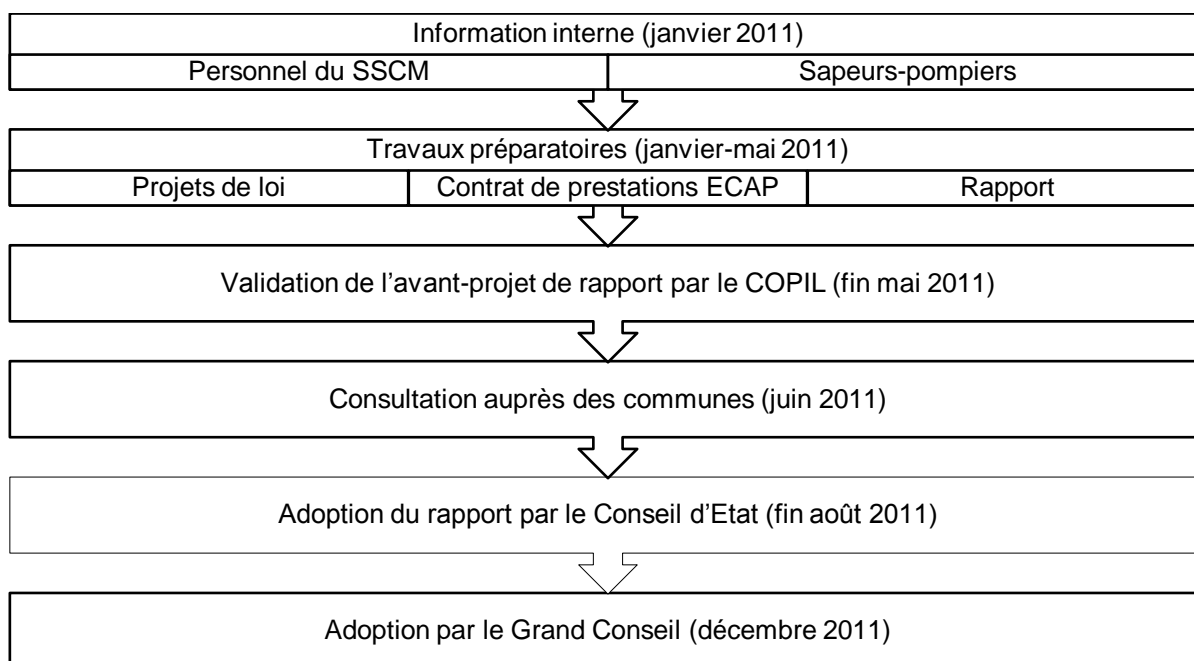 Information interne (janvier 2011)
Personnel du SSCM
Sapeurs-pompiers
Travaux préparatoires (janvier-mai 2011)
Projets de loi
Contrat de prestations ECAP
Rapport
Validation de l’avant-projet de rapport par le COPIL (fin mai 2011)
Consultation auprès des communes (juin 2011)
Adoption du rapport par le Conseil d’Etat (fin août 2011)
Adoption par le Grand Conseil (décembre 2011)